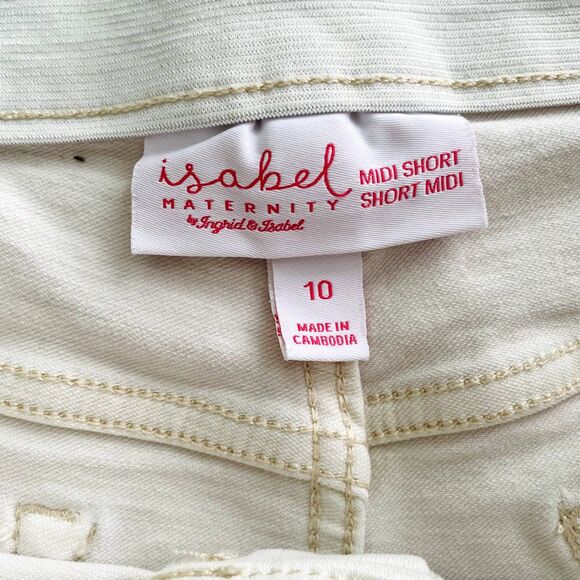 isabel
MATERNITY
by Ingrid & Isabel
MIDI SHORT
SHORT MIDI
10
MADE IN
CAMBODIA